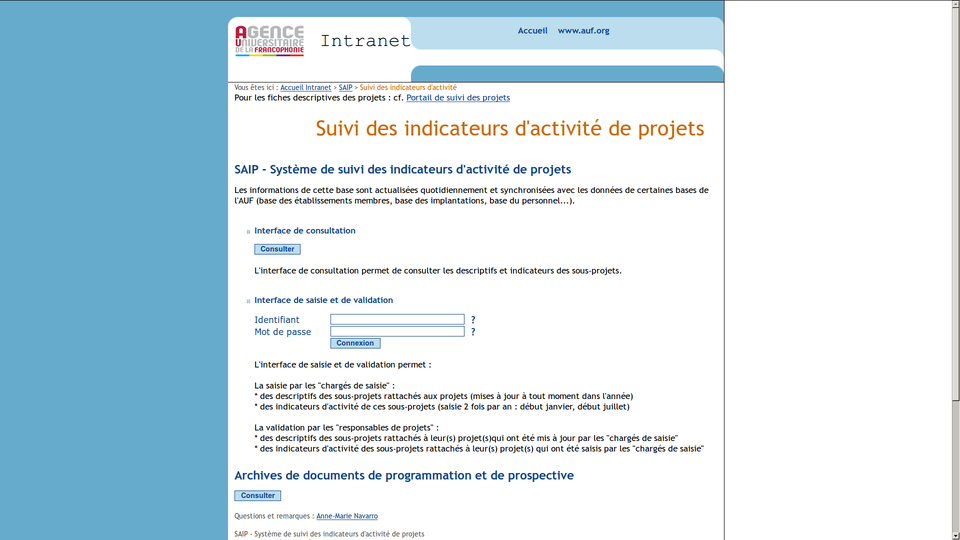 AGENCE
UNIVERSITAIRE
DE LA FRANCOPHONIE
Intranet
Accueil www.auf.org
Vous êtes ici : Accueil Intranet > SAIP > Suivi des indicateurs d'activité
Pour les fiches descriptives des projets : cf. Portail de suivi des projets
Suivi des indicateurs d'activité de projets
SAIP - Système de suivi des indicateurs d'activité de projets
Les informations de cette base sont actualisées quotidiennement et synchronisées avec les données de certaines bases de
l'AUF (base des établissements membres, base des implantations, base du personnel...).
Interface de consultation
Consulter
L'interface de consultation permet de consulter les descriptifs et indicateurs des sous-projets.
Interface de saisie et de validation
Identifiant ?
Mot de passe ?
Connexion
L'interface de saisie et de validation permet :
La saisie par les "chargés de saisie" :
* des descriptifs des sous-projets rattachés aux projets (mises à jour à tout moment dans l'année)
* des indicateurs d'activité de ces sous-projets (saisie 2 fois par an : début janvier, début juillet)
La validation par les "responsables de projets" :
* des descriptifs des sous-projets rattachés à leur(s) projet(s)qui ont été mis à jour par les "chargés de saisie"
* des indicateurs d'activité des sous-projets rattachés à leur(s) projet(s) qui ont été saisis par les "chargés de saisie"
Archives de documents de programmation et de prospective
Consulter
Questions et remarques : Anne-Marie Navarro
SAIP - Système de suivi des indicateurs d'activité de projets